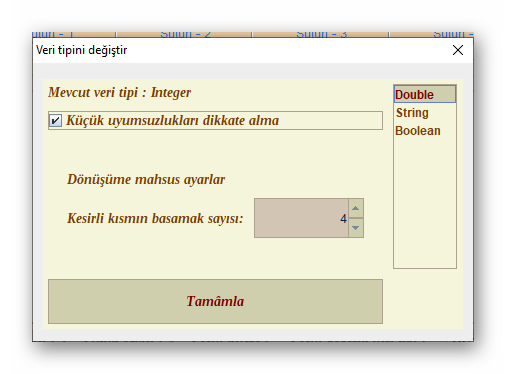 Sütun - 1 Sütun - 2 Sütun - 3
Veri tipini değiştir
Mevcut veri tipi : Integer
Küçük uyumsuzlukları dikkate alma
Dönüşüme mahsus ayarlar
Kesirli kısmın basamak sayısı: 4
Tamâmla
Double
String
Boolean